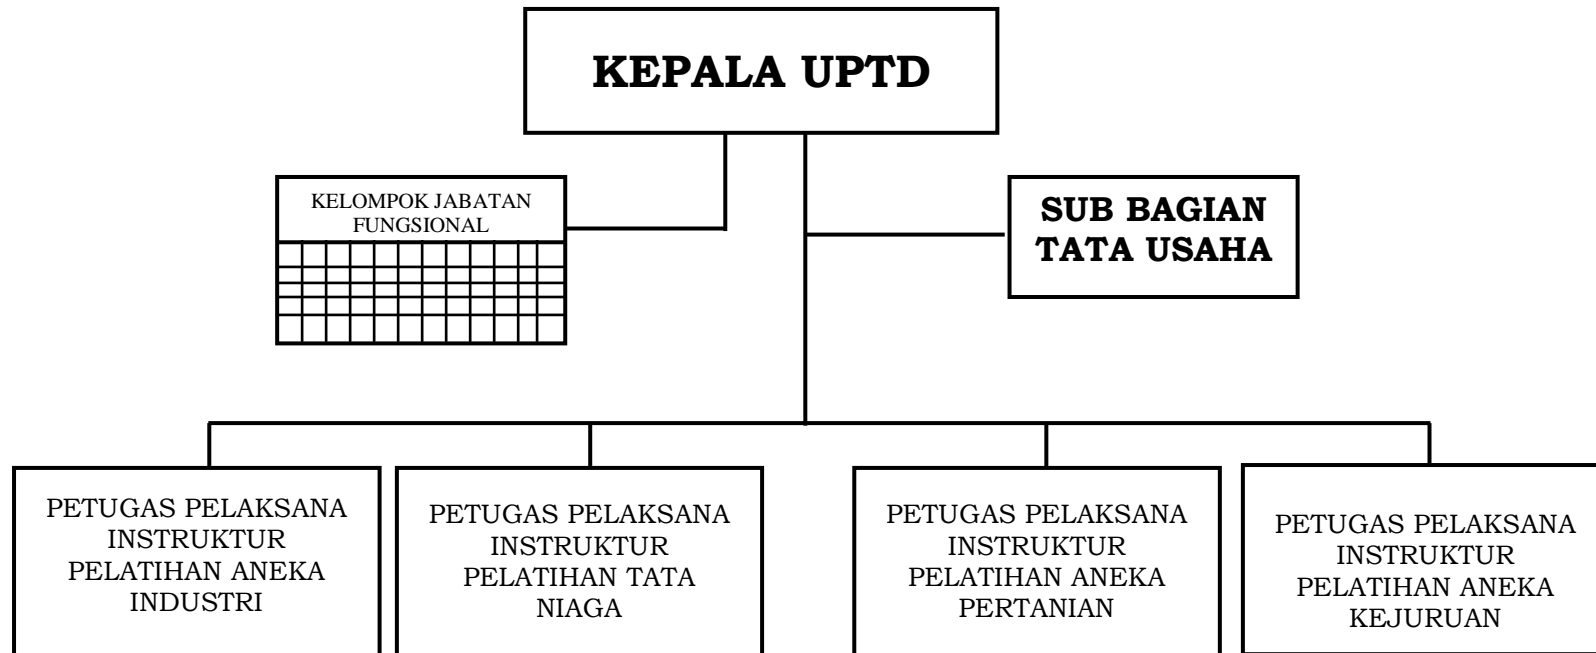 KEPALA UPTD
KELOMPOK JABATAN
FUNGSIONAL
SUB BAGIAN
TATA USAHA
PETUGAS PELAKSANA
INSTRUKTUR
PELATIHAN ANEKA
INDUSTRI
PETUGAS PELAKSANA
INSTRUKTUR
PELATIHAN TATA
NIAGA
PETUGAS PELAKSANA
INSTRUKTUR
PELATIHAN ANEKA
PERTANIAN
PETUGAS PELAKSANA
INSTRUKTUR
PELATIHAN ANEKA
KEJURUAN